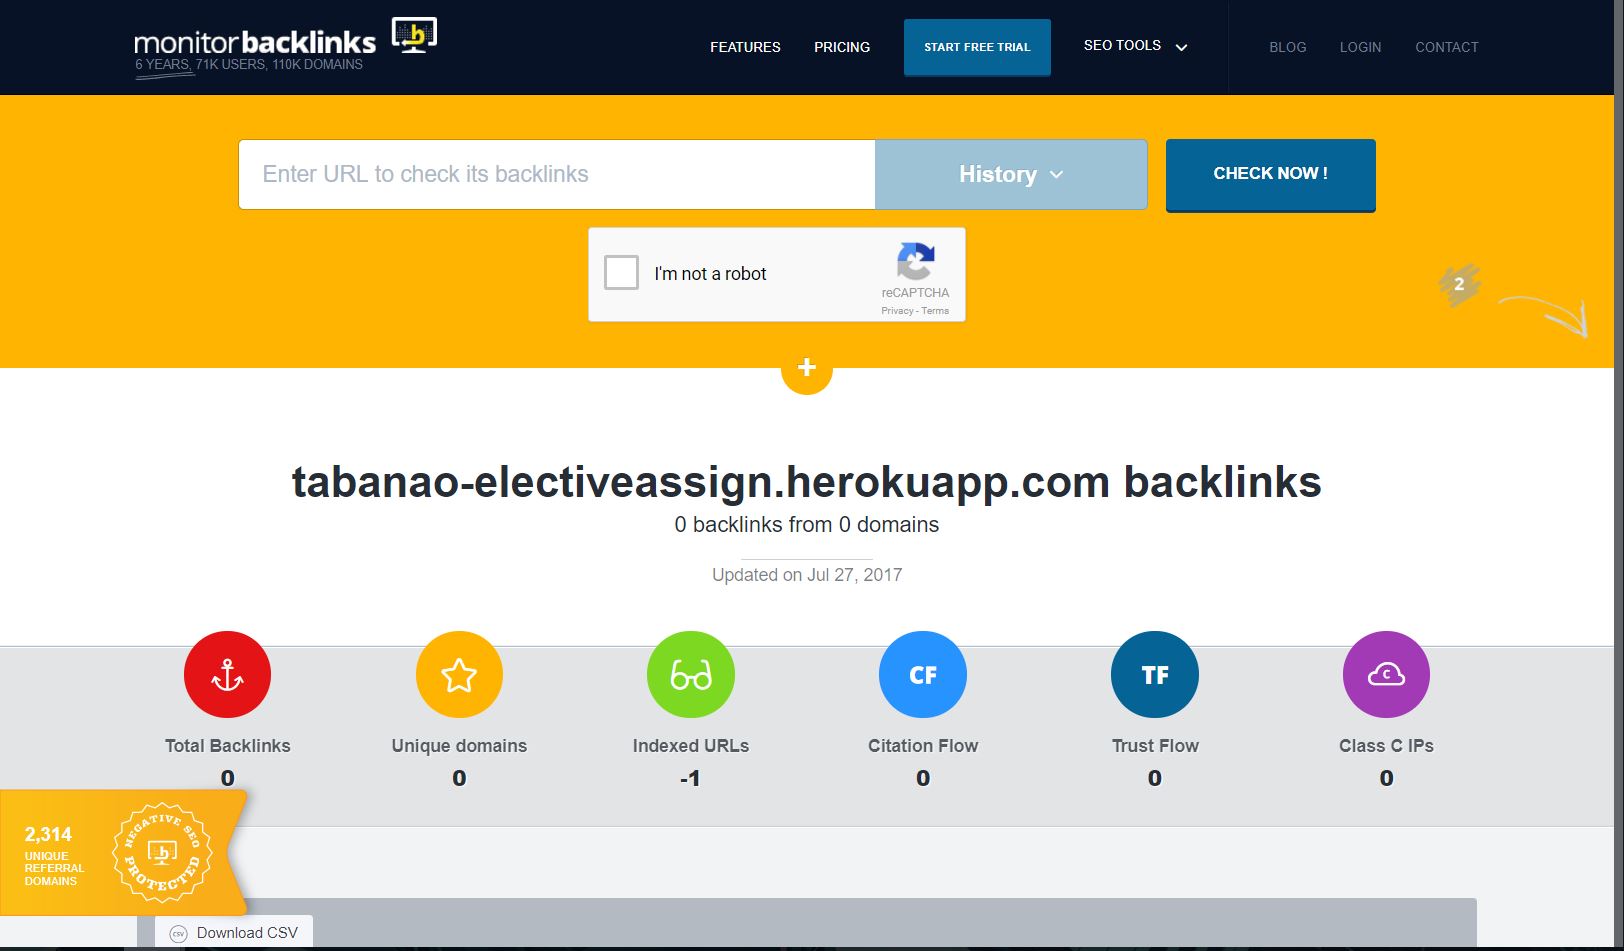 monitorbacklinks
6 YEARS, 71K USERS, 110K DOMAINS
FEATURES
PRICING
START FREE TRIAL
SEO TOOLS
BLOG
LOGIN
CONTACT
Enter URL to check its backlinks
History
CHECK NOW !
I'm not a robot
reCAPTCHA
Privacy - Terms
2
+
tabanao-electiveassign.herokuapp.com backlinks
0 backlinks from 0 domains
Updated on Jul 27, 2017
CF
TF
C
Total Backlinks
Unique domains
Indexed URLs
Citation Flow
Trust Flow
Class C IPs
0
0
-1
0
0
0
2,314
UNIQUE
REFERRAL
DOMAINS
NEGATIVE SEO
b
PROTECTED
CSV
Download CSV